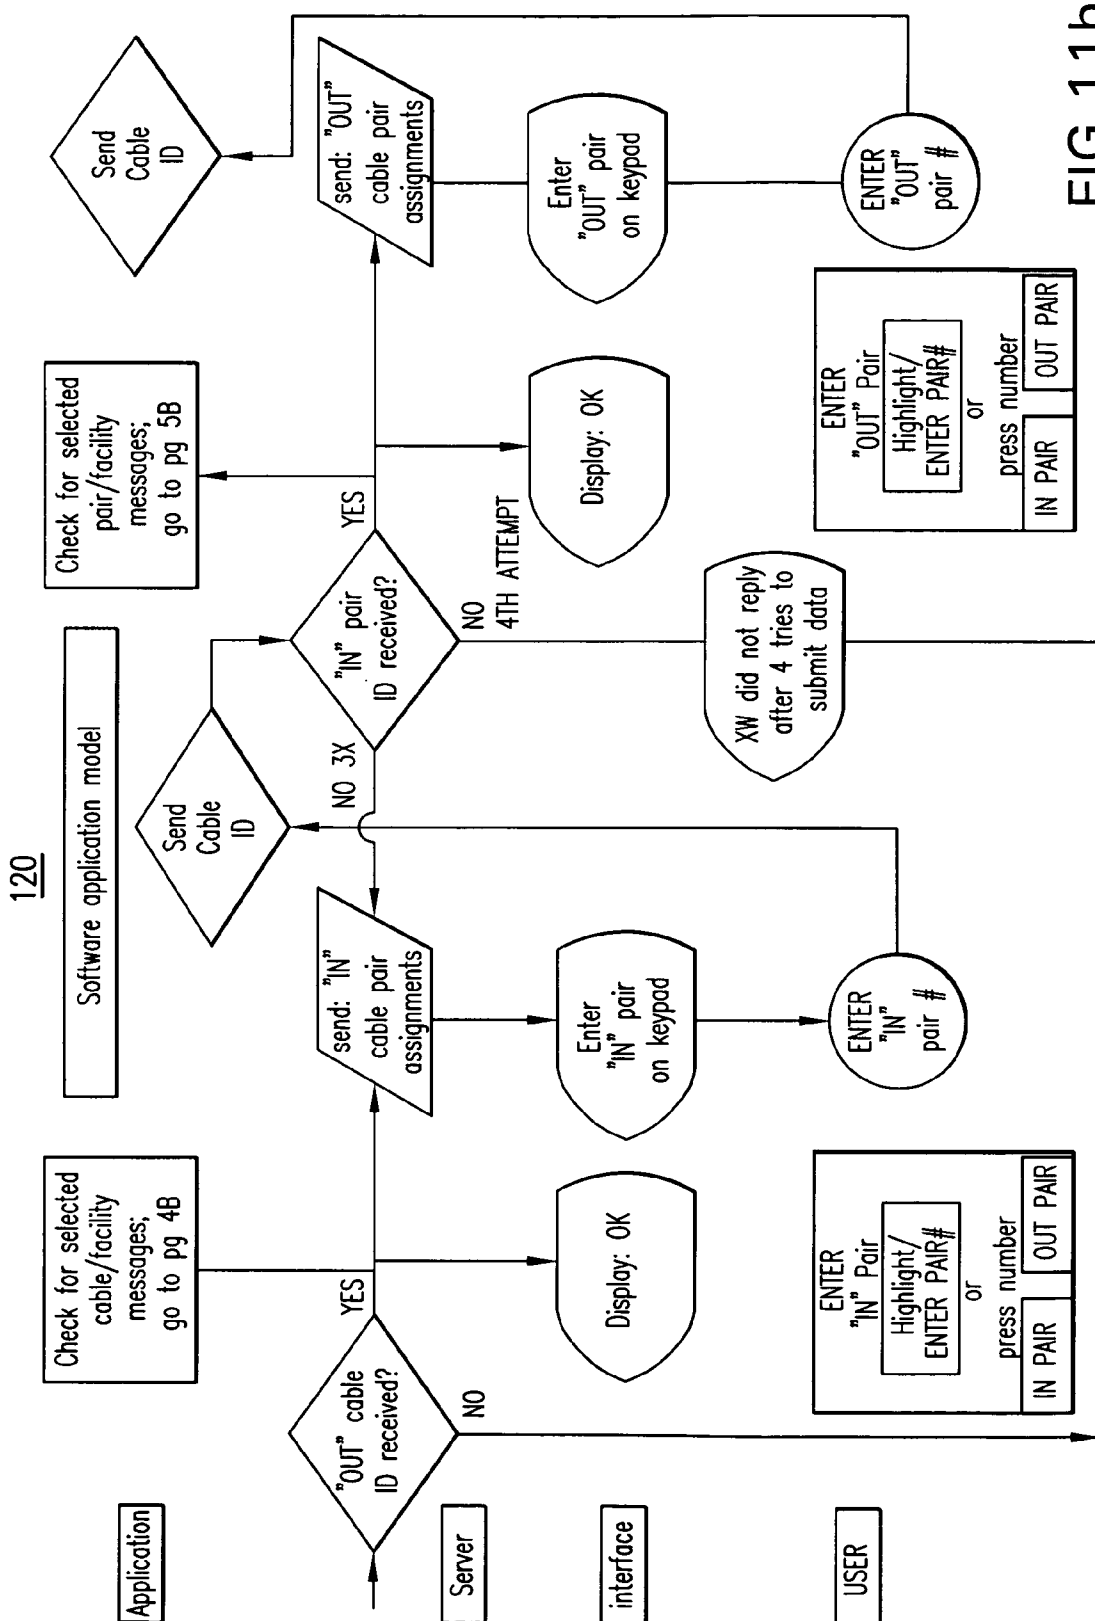 120
Software application model
Application
Server
interface
USER
"OUT" cable
ID received?
YES
NO
Check for selected
cable/facility
messages;
go to pg 4B
Display: OK
ENTER
"IN" Pair
Highlight/
ENTER PAIR#
or
press number
IN PAIR
OUT PAIR
send: "IN"
cable pair
assignments
Enter
"IN" pair
on keypad
ENTER
"IN"
pair #
Send
Cable
ID
NO 3X
"IN" pair
ID received?
YES
NO
4TH ATTEMPT
XW did not reply
after 4 tries to
submit data
Check for selected
pair/facility
messages;
go to pg 5B
Display: OK
ENTER
"OUT" Pair
Highlight/
ENTER PAIR#
or
press number
IN PAIR
OUT PAIR
send: "OUT"
cable pair
assignments
Enter
"OUT" pair
on keypad
ENTER
"OUT"
pair #
Send
Cable
ID
FIG.11b